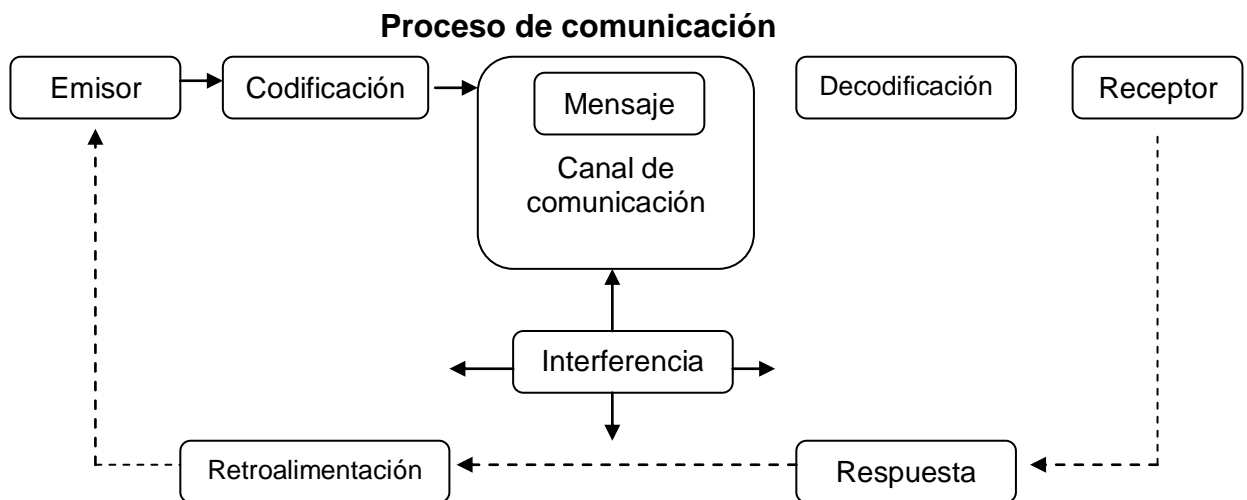 Proceso de comunicación
Emisor
Codificación
Mensaje
Canal de
comunicación
Decodificación
Receptor
Interferencia
Retroalimentación
Respuesta